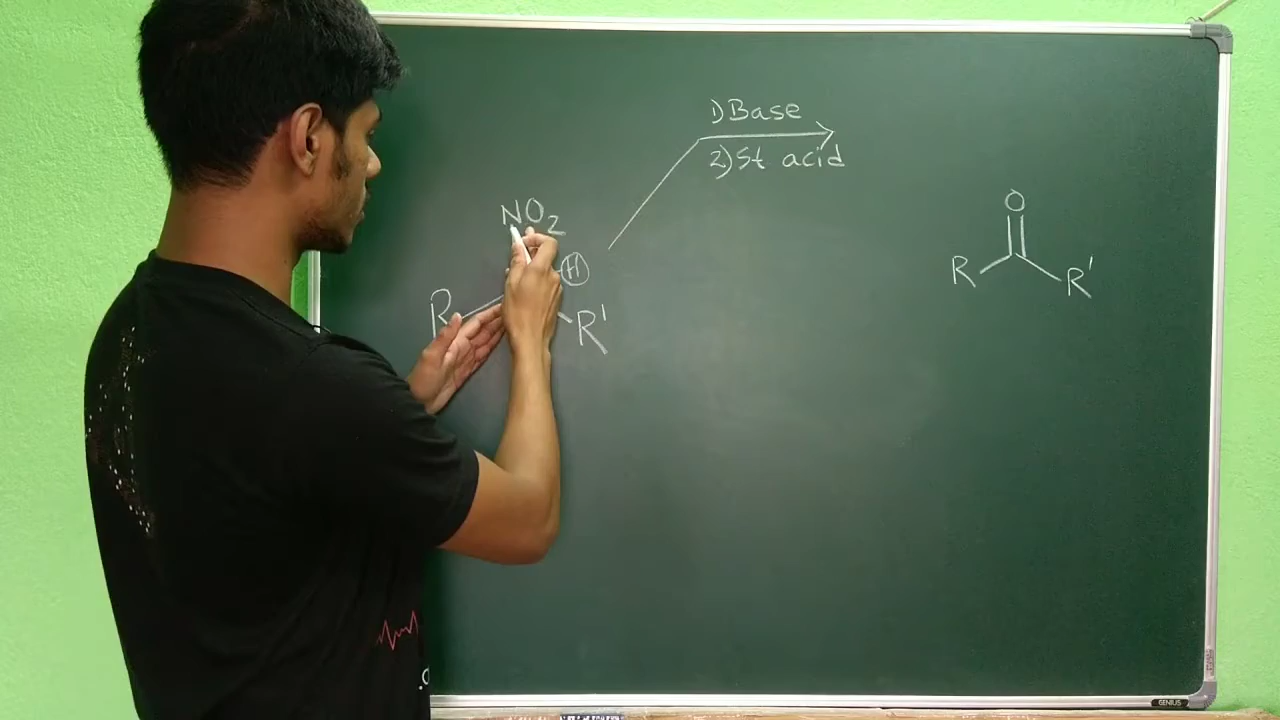 1) Base
2) St acid
NO2
H
R
R'
O
R
R'
GENIUS